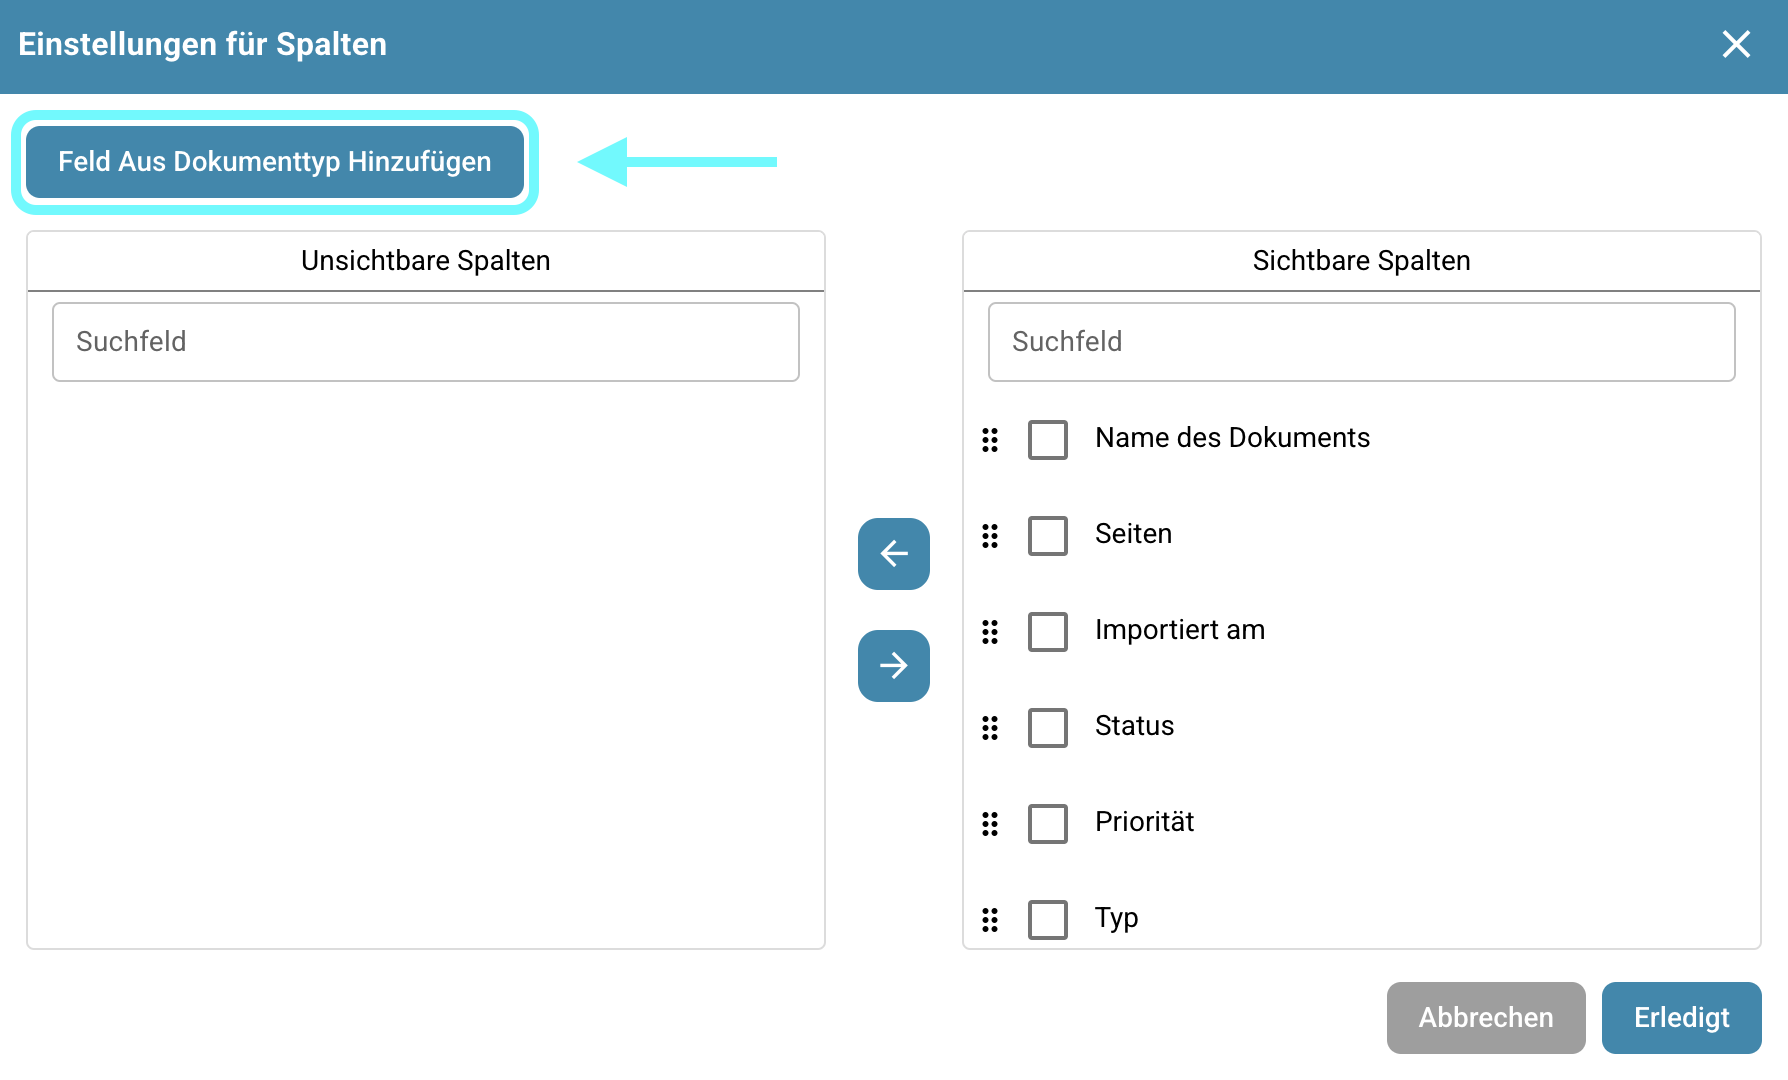 Einstellungen für Spalten
Feld Aus Dokumenttyp Hinzufügen
Unsichtbare Spalten
Suchfeld
Sichtbare Spalten
Suchfeld
Name des Dokuments
Seiten
Importiert am
Status
Priorität
Typ
Abbrechen
Erledigt